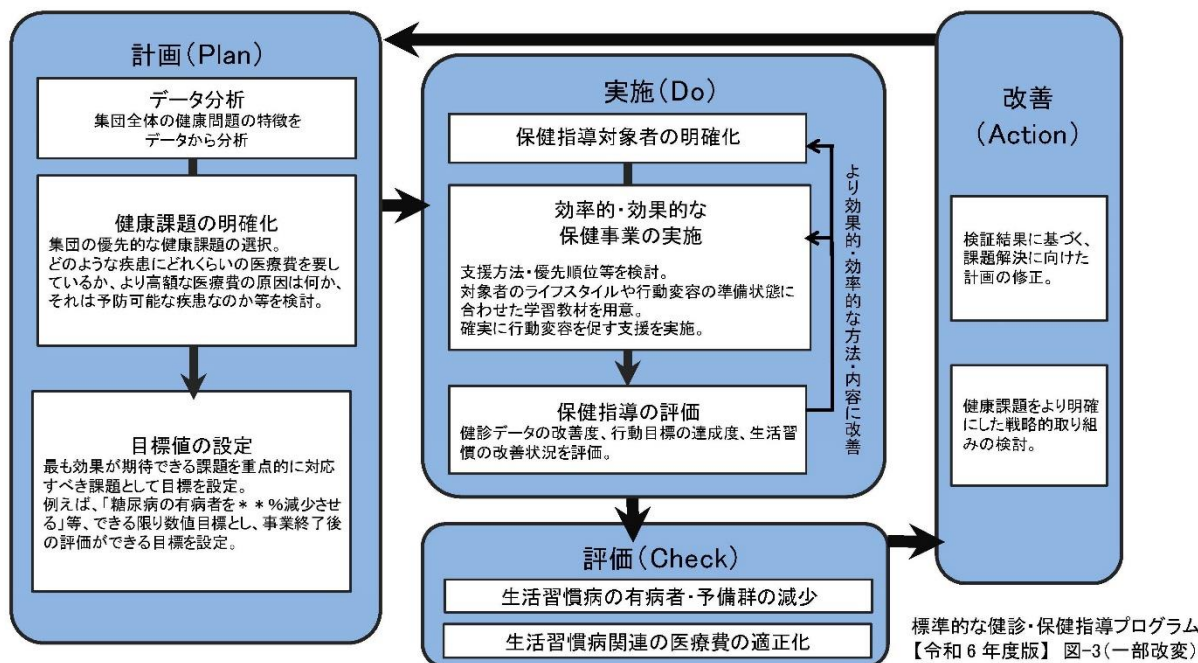 計画(Plan)
データ分析
集団全体の健康問題の特徴を
データから分析
健康課題の明確化
集団の優先的な健康課題の選択。
どのような疾患にどれくらいの医療費を要し
ているか、より高額な医療費の原因は何か、
それは予防可能な疾患なのか等を検討。
目標値の設定
最も効果が期待できる課題を重点的に対応
すべき課題として目標を設定。
例えば、「糖尿病の有病者を**%減少させ
る」等、できる限り数値目標とし、事業終了後
の評価ができる目標を設定。
実施(Do)
保健指導対象者の明確化
効率的・効果的な
保健事業の実施
支援方法・優先順位等を検討。
対象者のライフスタイルや行動変容の準備状態に
合わせた学習教材を用意。
確実に行動変容を促す支援を実施。
保健指導の評価
健診データの改善度、行動目標の達成度、生活習
慣の改善状況を評価。
より効果的・効率的な方法・内容に改善
評価(Check)
生活習慣病の有病者・予備群の減少
生活習慣病関連の医療費の適正化
改善
(Action)
検証結果に基づく、
課題解決に向けた
計画の修正。
健康課題をより明確
にした戦略的取り組
みの検討。
標準的な健診・保健指導プログラム
【令和6年度版】 図-3(一部改変)